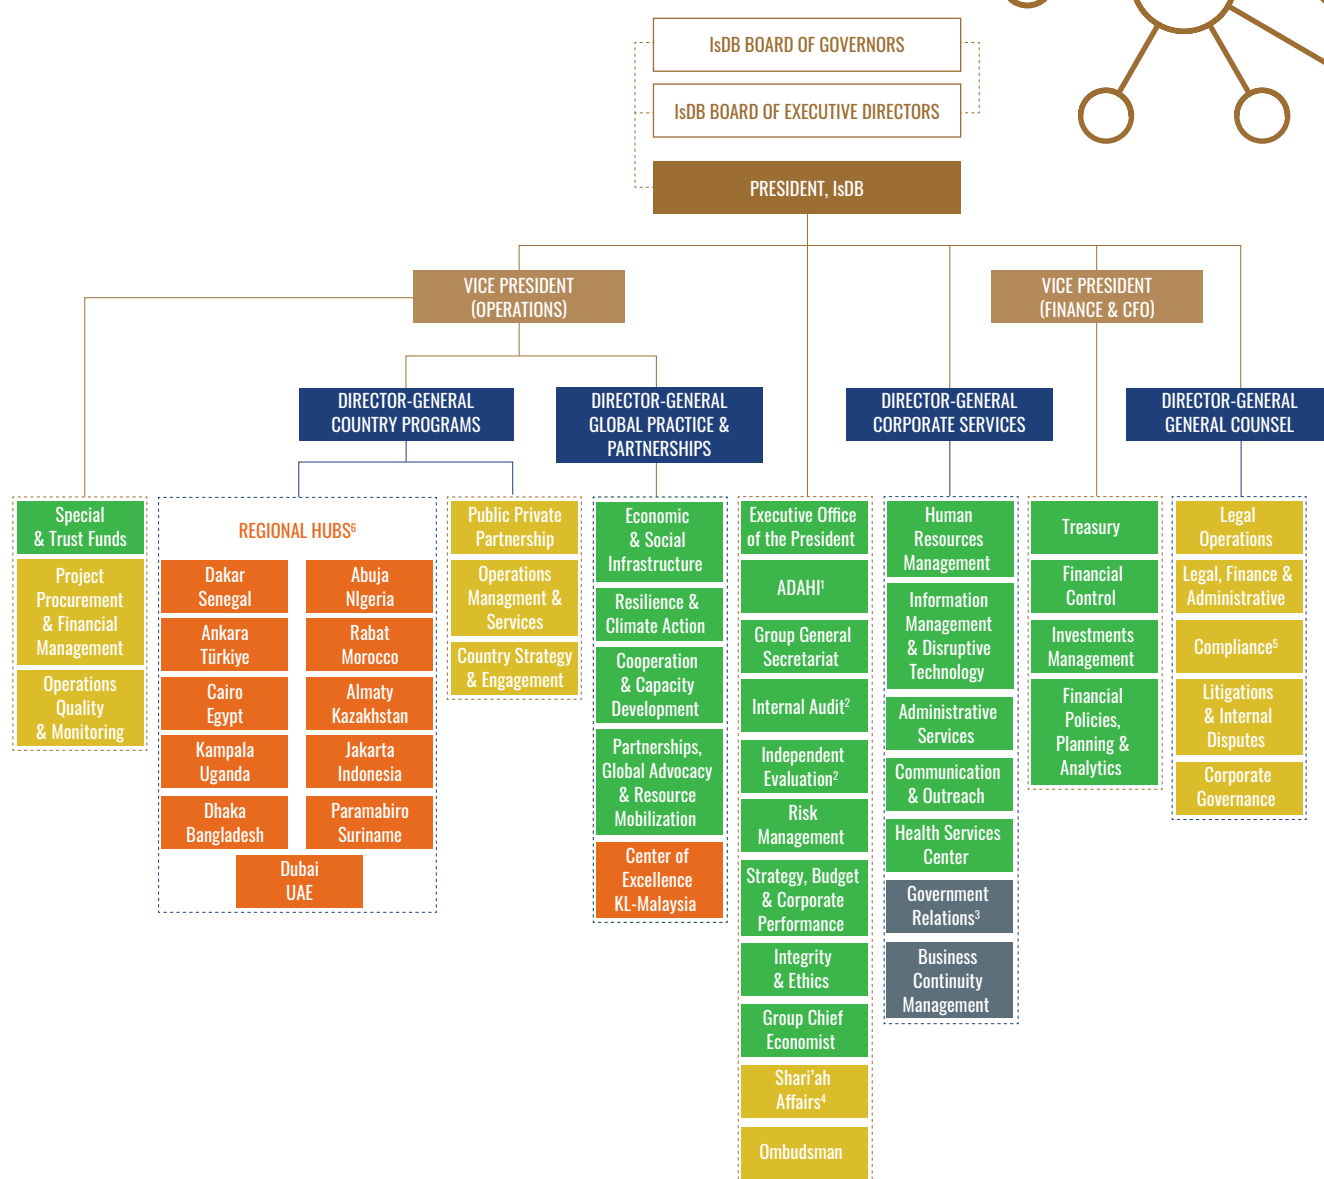 IsDB BOARD OF GOVERNORS
IsDB BOARD OF EXECUTIVE DIRECTORS
PRESIDENT, IsDB
VICE PRESIDENT
(OPERATIONS)
VICE PRESIDENT
(FINANCE & CFO)
DIRECTOR-GENERAL
COUNTRY PROGRAMS
DIRECTOR-GENERAL
GLOBAL PRACTICE &
PARTNERSHIPS
DIRECTOR-GENERAL
CORPORATE SERVICES
DIRECTOR-GENERAL
GENERAL COUNSEL
Special
& Trust Funds
Project
Procurement
& Financial
Management
Operations
Quality
& Monitoring
REGIONAL HUBS⁶
Dakar
Senegal
Abuja
NIgeria
Ankara
Türkiye
Rabat
Morocco
Cairo
Egypt
Almaty
Kazakhstan
Kampala
Uganda
Jakarta
Indonesia
Dhaka
Bangladesh
Paramabiro
Suriname
Dubai
UAE
Public Private
Partnership
Operations
Managment &
Services
Country Strategy
& Engagement
Economic
& Social
Infrastructure
Resilience &
Climate Action
Cooperation
& Capacity
Development
Partnerships,
Global Advocacy
& Resource
Mobilization
Center of
Excellence
KL-Malaysia
Executive Office
of the President
ADAHI¹
Group General
Secretariat
Internal Audit²
Independent
Evaluation²
Risk
Management
Strategy, Budget
& Corporate
Performance
Integrity
& Ethics
Group Chief
Economist
Shari'ah
Affairs⁴
Ombudsman
Human
Resources
Management
Information
Management
& Disruptive
Technology
Administrative
Services
Communication
& Outreach
Health Services
Center
Government
Relations³
Business
Continuity
Management
Treasury
Financial
Control
Investments
Management
Financial
Policies,
Planning &
Analytics
Legal
Operations
Legal, Finance &
Administrative
Compliance⁵
Litigations
& Internal
Disputes
Corporate
Governance